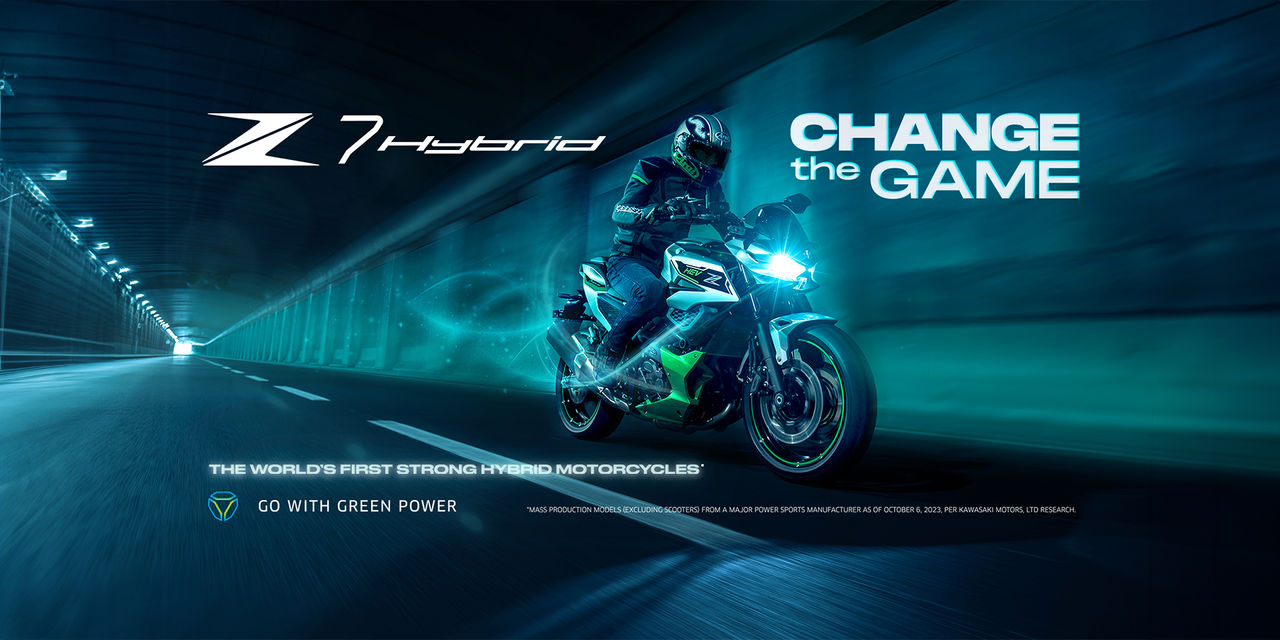 Z 7 Hybrid
CHANGE
the GAME
HEV Z
THE WORLD'S FIRST STRONG HYBRID MOTORCYCLES*
GO WITH GREEN POWER
*MASS PRODUCTION MODELS (EXCLUDING SCOOTERS) FROM A MAJOR POWER SPORTS MANUFACTURER AS OF OCTOBER 6, 2023, PER KAWASAKI MOTORS, LTD RESEARCH.